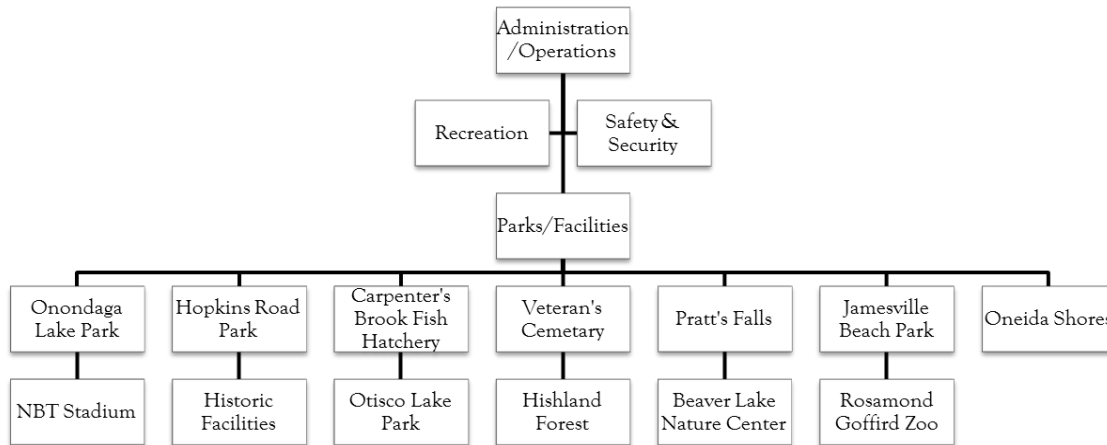 Administration
/Operations
Recreation
Safety &
Security
Parks/Facilities
Onondaga
Lake Park
Hopkins Road
Park
Carpenter's
Brook Fish
Hatchery
Veteran's
Cemetary
Pratt's Falls
Jamesville
Beach Park
Oneida Shores
NBT Stadium
Historic
Facilities
Otisco Lake
Park
Hishland
Forest
Beaver Lake
Nature Center
Rosamond
Goffird Zoo